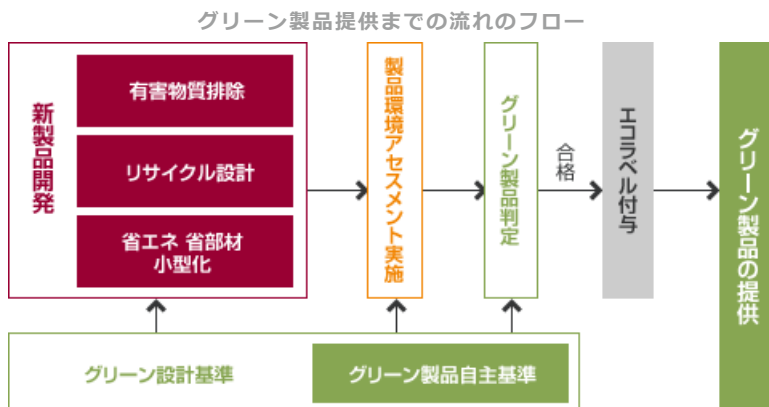 グリーン製品提供までの流れのフロー
新製品開発
有害物質排除
リサイクル設計
省エネ 省部材
小型化
製品環境アセスメント実施
グリーン製品判定
合格
エコラベル付与
グリーン製品の提供
グリーン設計基準
グリーン製品自主基準